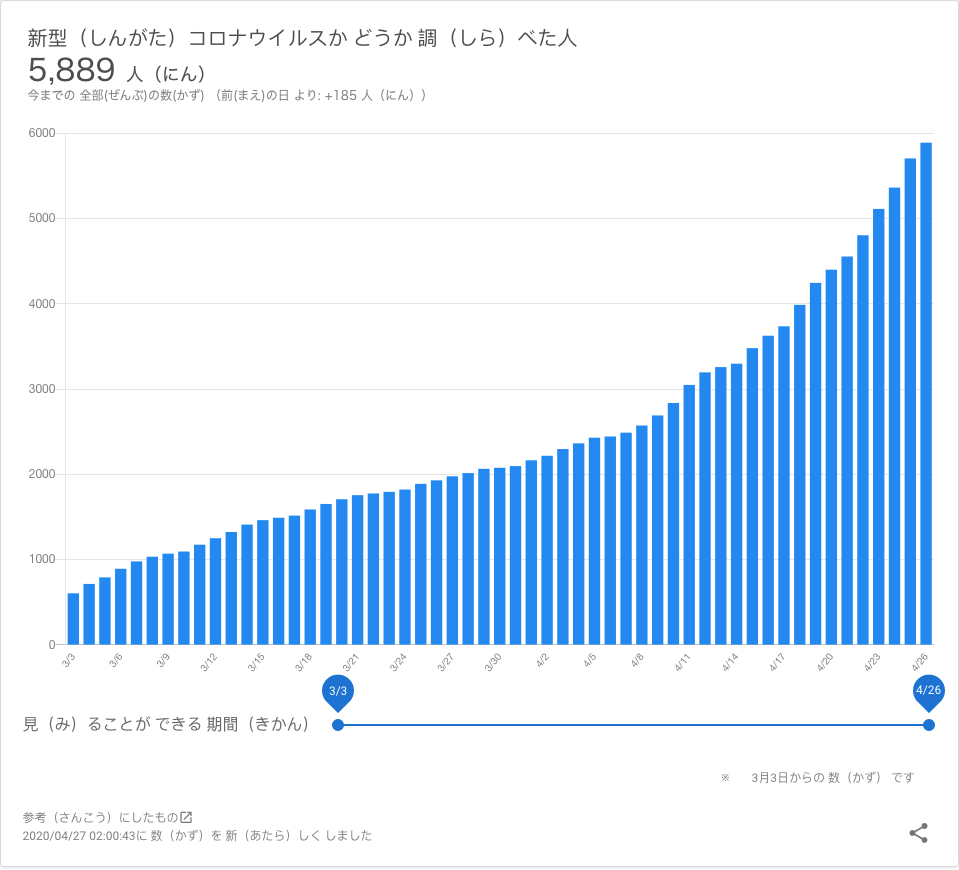 新型（しんがた）コロナウイルスか どうか 調（しら）べた人
5,889 人（にん）
今までの 全部(ぜんぶ)の数(かず) （前(まえ)の日 より: +185 人（にん））
6000
5000
4000
3000
2000
1000
0
3/3 3/6 3/9 3/12 3/15 3/18 3/21 3/24 3/27 3/30 4/2 4/5 4/8 4/11 4/14 4/17 4/20 4/23 4/26
3/3 4/26
見（み）ることが できる 期間（きかん）
※ 3月3日からの 数（かず） です
参考（さんこう）にしたもの
2020/04/27 02:00:43に 数（かず）を 新（あたら）しく しました